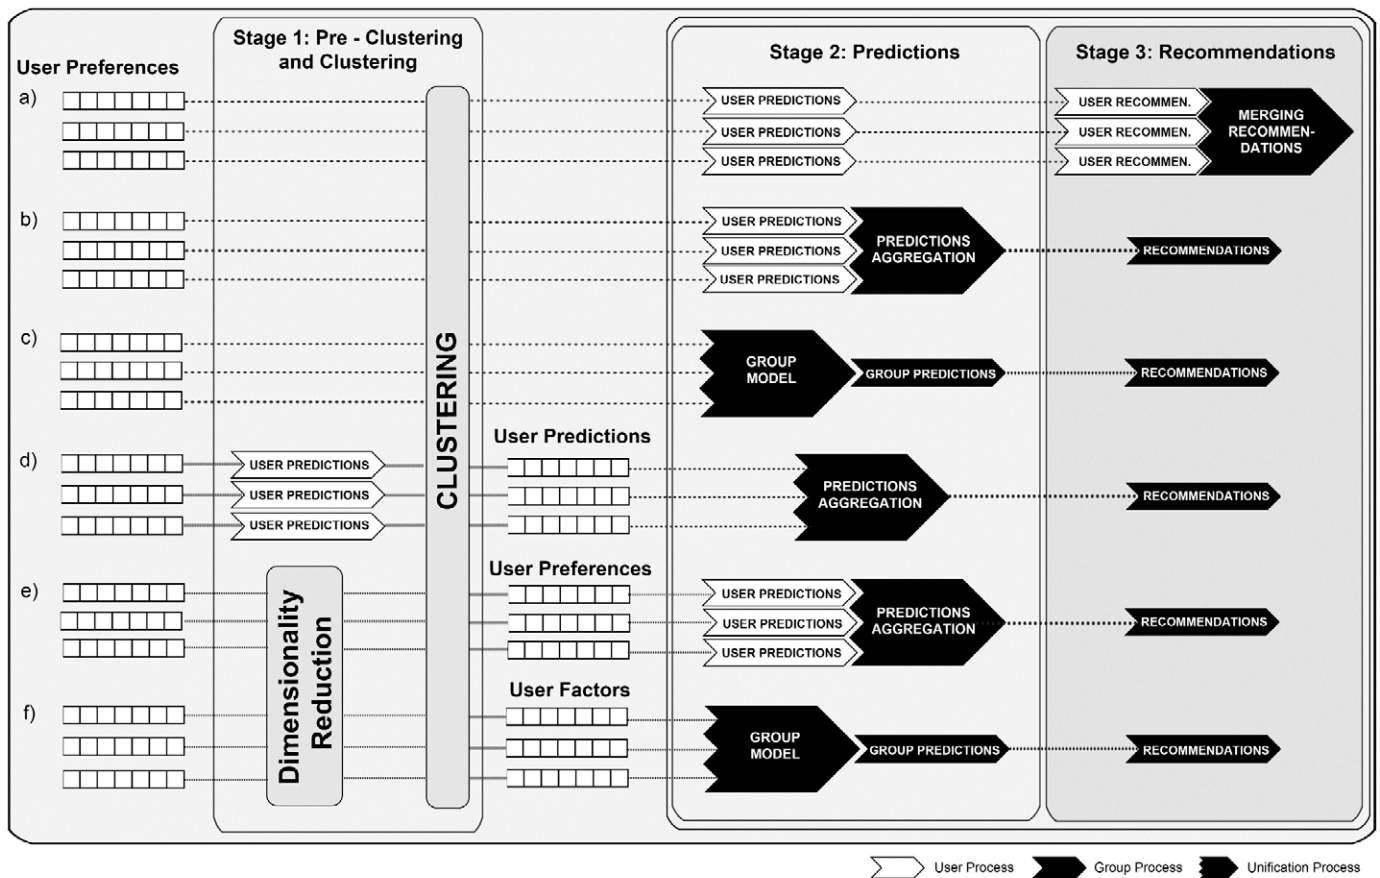 Stage 1: Pre - Clustering
and Clustering
Stage 2: Predictions
Stage 3: Recommendations
User Preferences
a)
USER PREDICTIONS
USER PREDICTIONS
USER PREDICTIONS
USER RECOMMEN.
USER RECOMMEN.
USER RECOMMEN.
MERGING
RECOMMEN-
DATIONS
b)
USER PREDICTIONS
USER PREDICTIONS
USER PREDICTIONS
PREDICTIONS
AGGREGATION
RECOMMENDATIONS
c)
GROUP
MODEL
GROUP PREDICTIONS
RECOMMENDATIONS
CLUSTERING
d)
USER PREDICTIONS
USER PREDICTIONS
USER PREDICTIONS
User Predictions
PREDICTIONS
AGGREGATION
RECOMMENDATIONS
e)
Dimensionality
Reduction
User Preferences
USER PREDICTIONS
USER PREDICTIONS
USER PREDICTIONS
PREDICTIONS
AGGREGATION
RECOMMENDATIONS
f)
User Factors
GROUP
MODEL
GROUP PREDICTIONS
RECOMMENDATIONS
User Process
Group Process
Unification Process